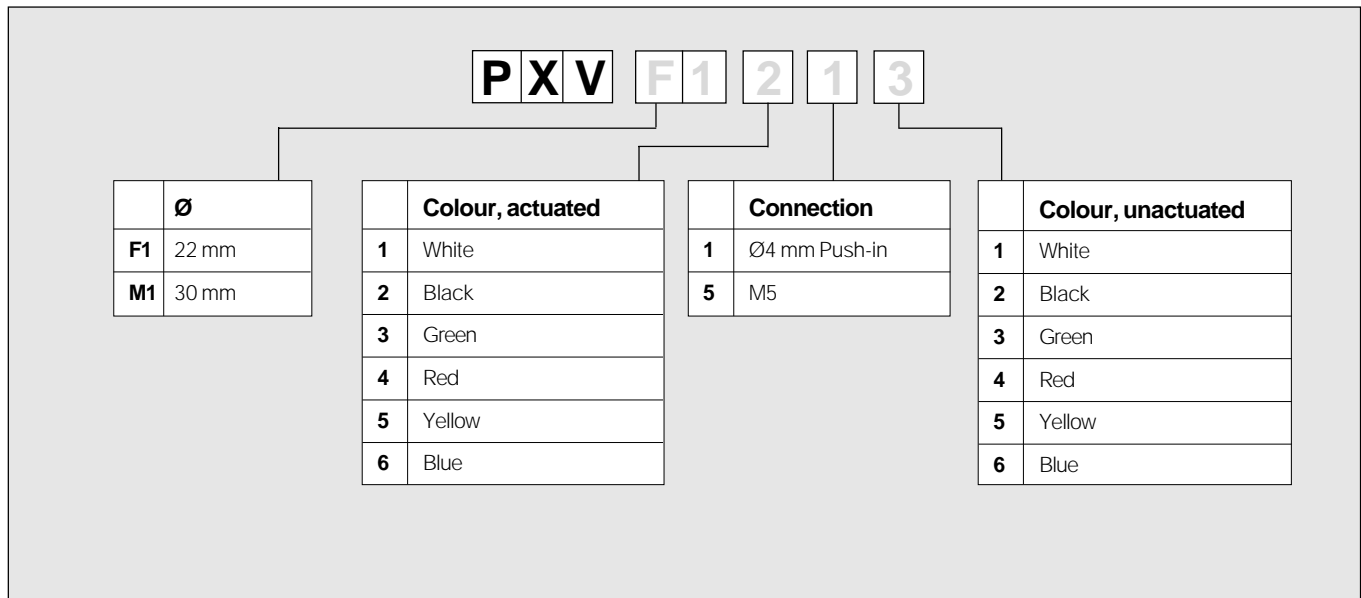 P X V F 1 2 1 3
Ø
F1 22 mm
M1 30 mm
Colour, actuated
1 White
2 Black
3 Green
4 Red
5 Yellow
6 Blue
Connection
1 Ø4 mm Push-in
5 M5
Colour, unactuated
1 White
2 Black
3 Green
4 Red
5 Yellow
6 Blue